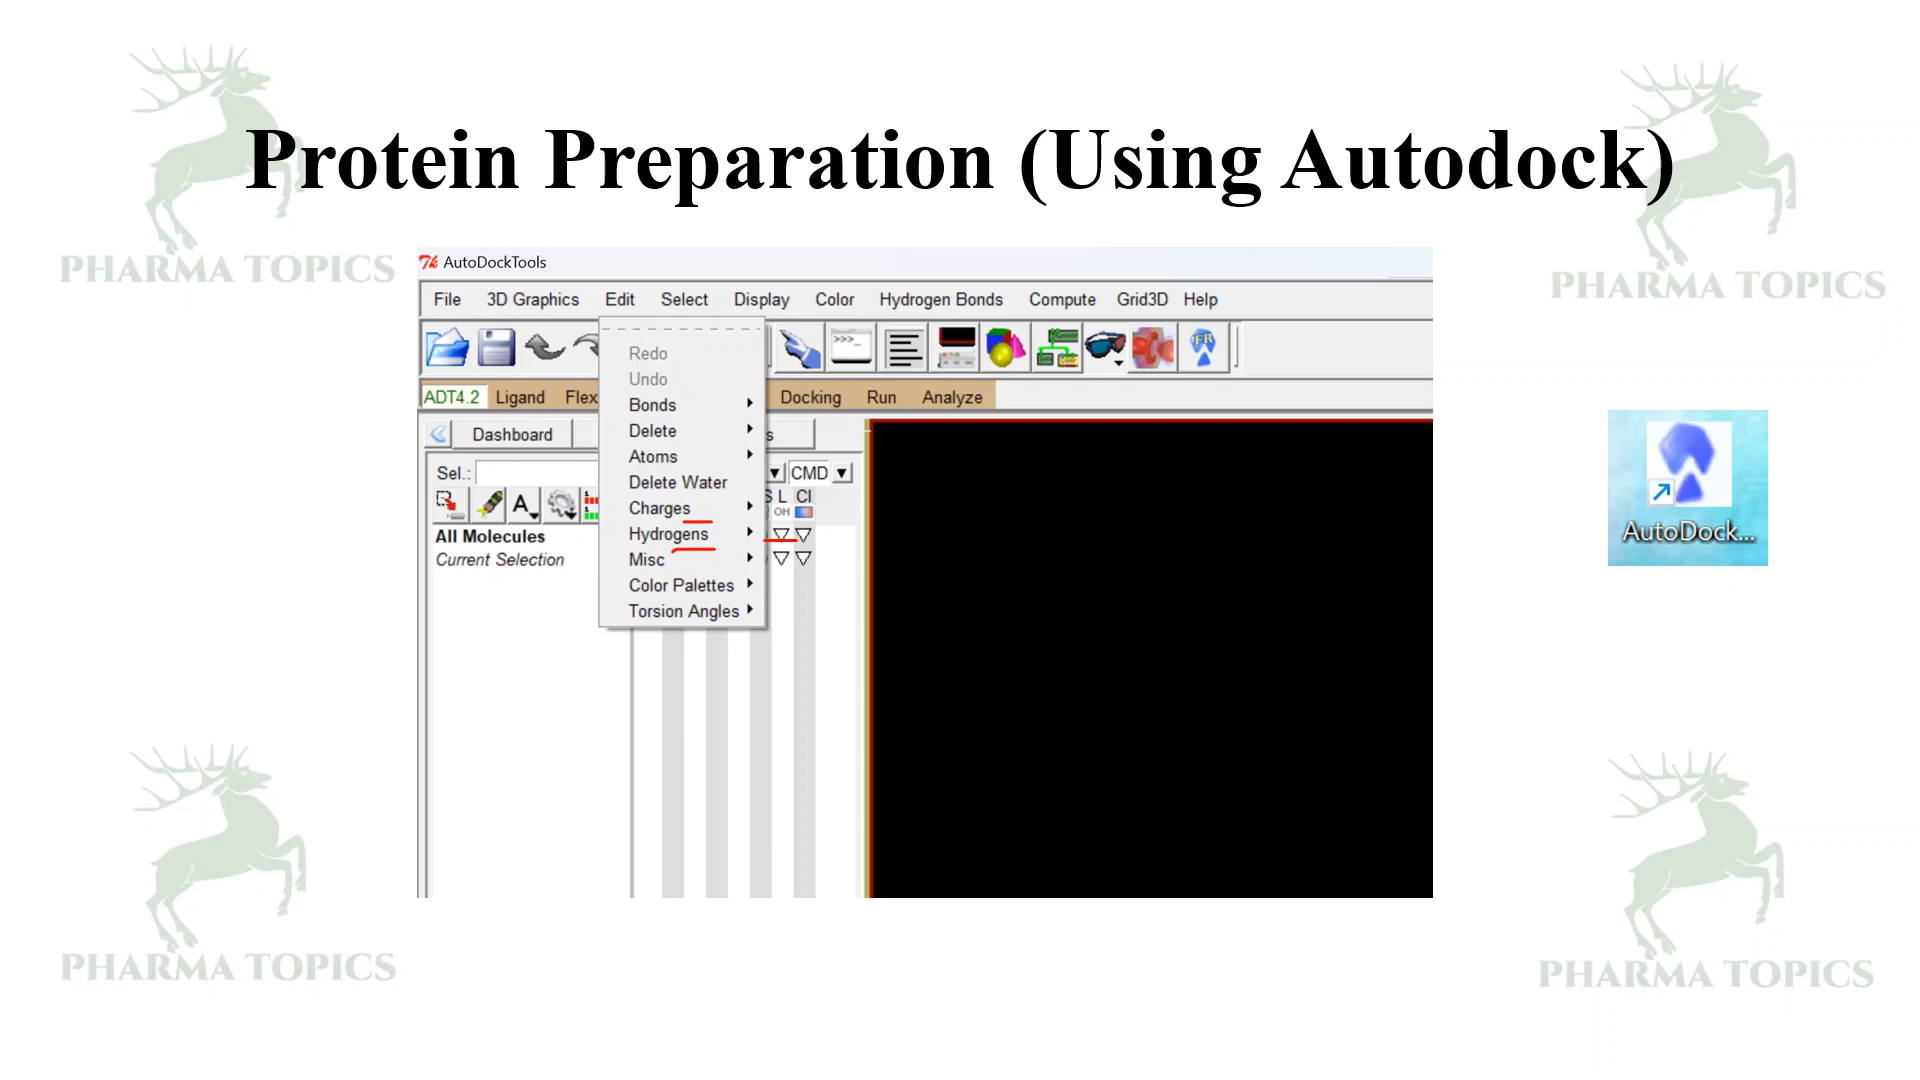 PHARMA TOPICS
PHARMA TOPICS
Protein Preparation (Using Autodock)
AutoDockTools
File 3D Graphics Edit Select Display Color Hydrogen Bonds Compute Grid3D Help
>>>_
FR
Redo
Undo
Bonds
Delete
Atoms
Delete Water
Charges
Hydrogens
Misc
Color Palettes
Torsion Angles
ADT4.2 Ligand Flex Docking Run Analyze
Dashboard s
Sel.: CMD
A S L Cl
OH
All Molecules
Current Selection
AutoDock...
PHARMA TOPICS
PHARMA TOPICS